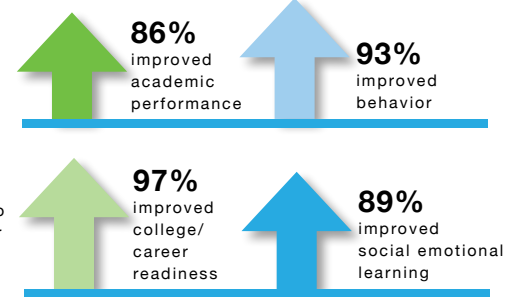 86%
improved
academic
performance
93%
improved
behavior
97%
improved
college/
career
readiness
89%
improved
social emotional
learning